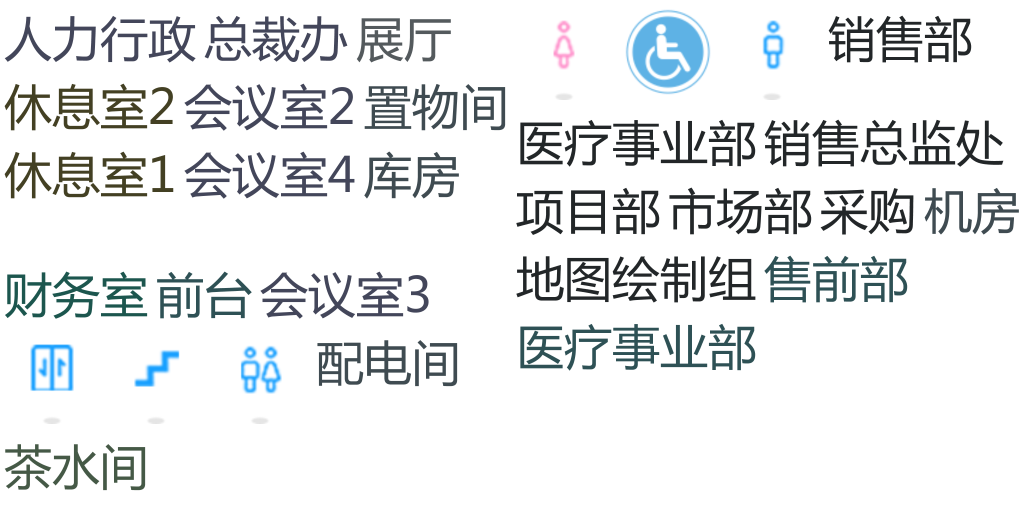 人力行政 总裁办 展厅
休息室2 会议室2 置物间
休息室1 会议室4 库房
财务室 前台 会议室3
配电间
茶水间
销售部
医疗事业部 销售总监处
项目部 市场部 采购 机房
地图绘制组 售前部
医疗事业部